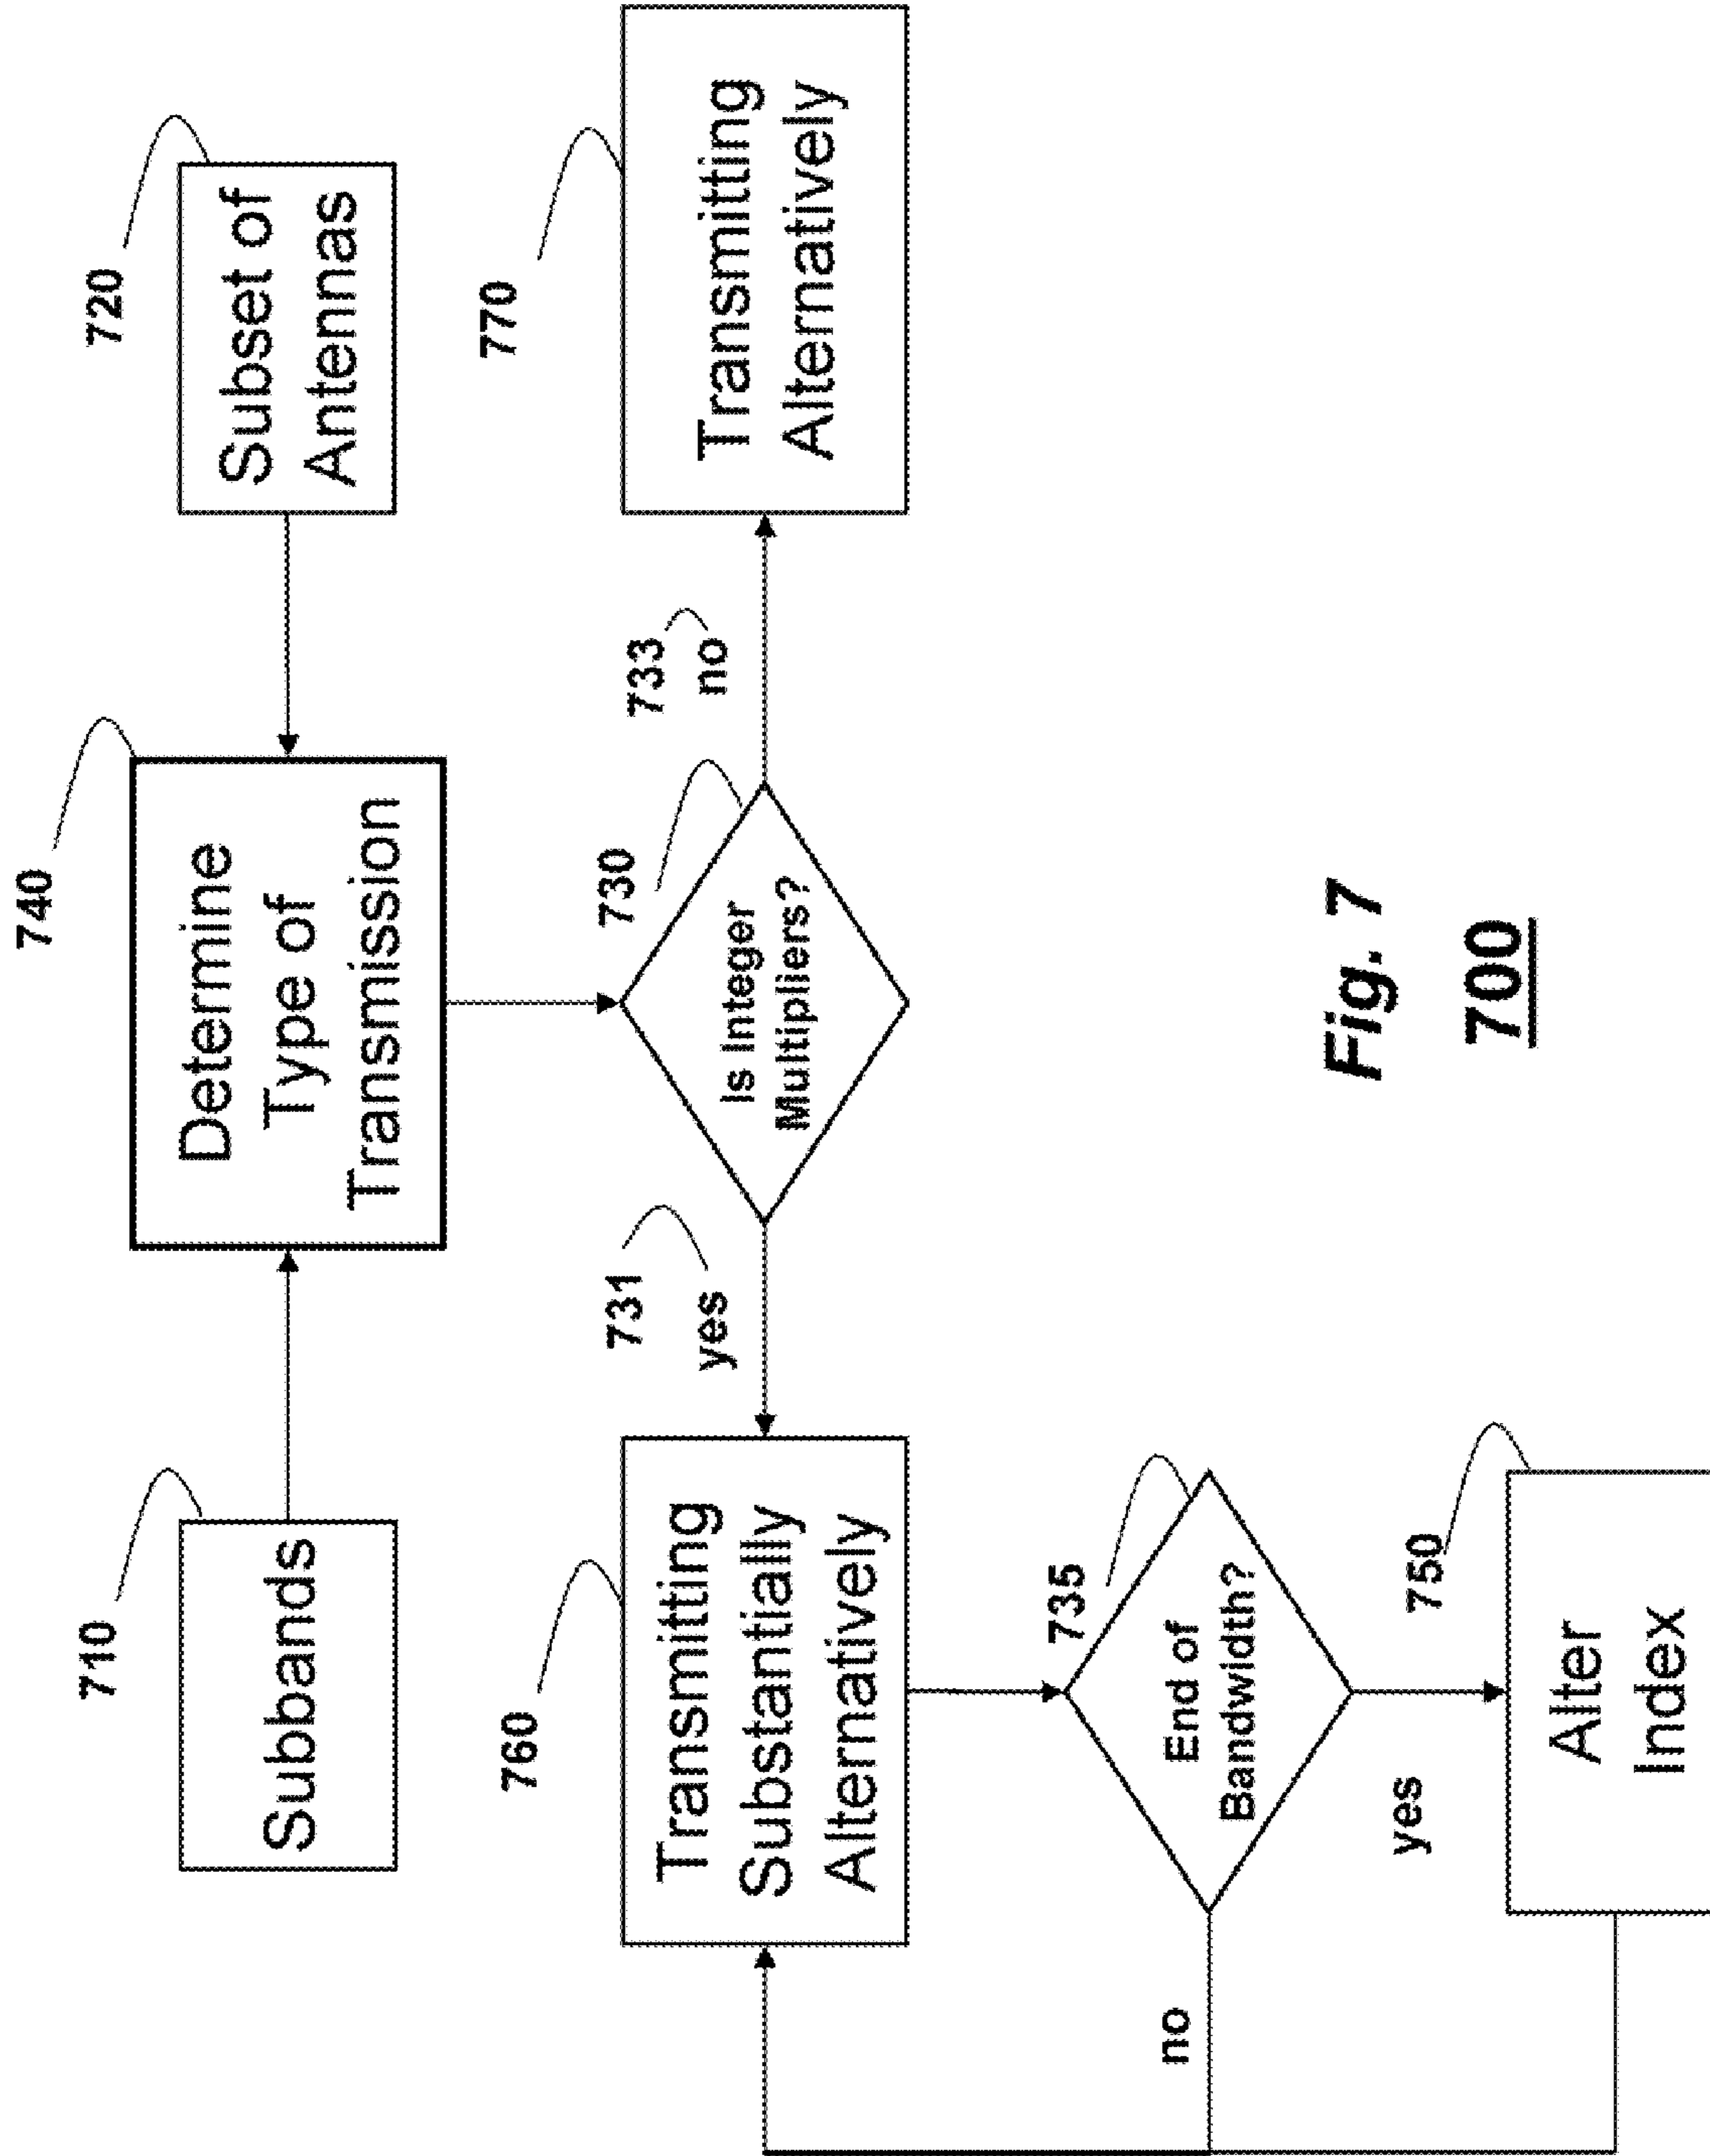 710
Subbands
740
Determine
Type of
Transmission
720
Subset of
Antennas
760
Transmitting
Substantially
Alternatively
731
yes
730
Is Integer
Multipliers?
733
no
770
Transmitting
Alternatively
735
End of
Bandwidth?
no
yes
750
Alter
Index
Fig. 7
700